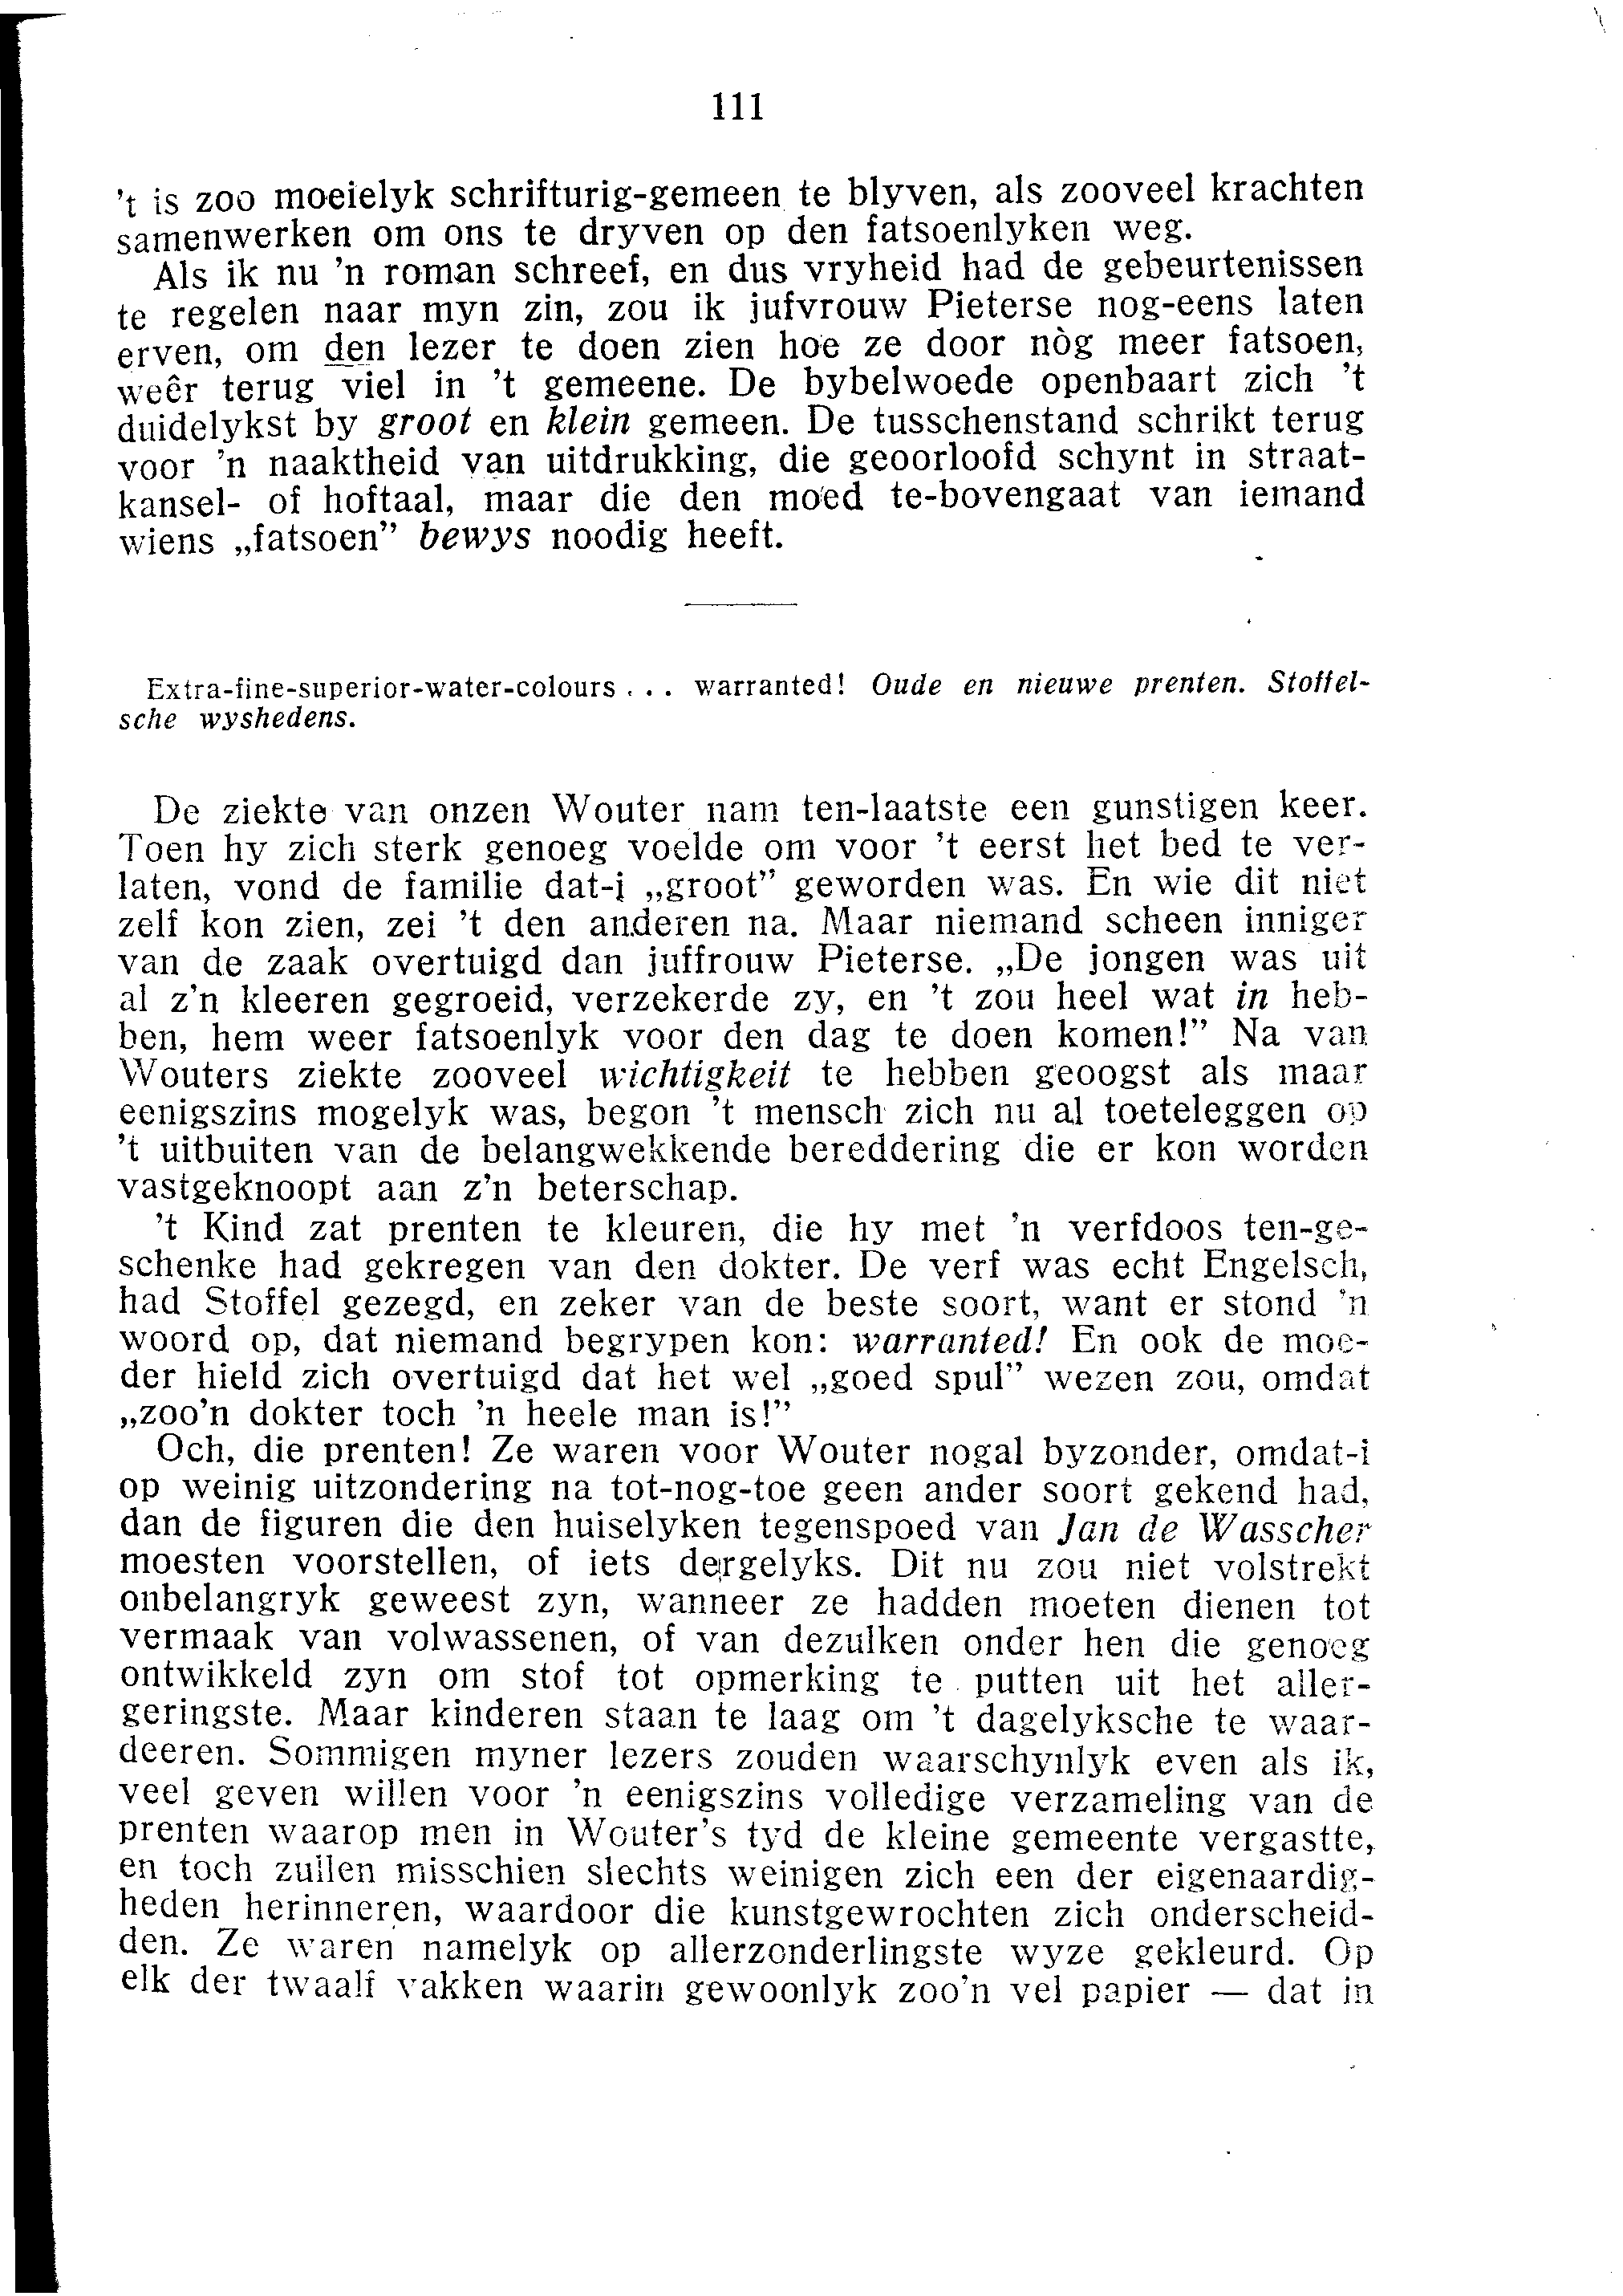 111
't is zoo moeielyk schrifturig-gemeen te blyven, als zooveel krachten
samenwerken om ons te dryven op den fatsoenlyken weg.
Als ik nu 'n roman schreef, en dus vryheid had de gebeurtenissen
te regelen naar myn zin, zou ik jufvrouw Pieterse nog-eens laten
erven, om den lezer te doen zien hoe ze door nòg meer fatsoen,
weêr terug viel in 't gemeene. De bybelwoede openbaart zich 't
duidelykst by groot en klein gemeen. De tusschenstand schrikt terug
voor 'n naaktheid van uitdrukking, die geoorloofd schynt in straat-
kansel- of hoftaal, maar die den moed te-bovengaat van iemand
wiens „fatsoen” bewys noodig heeft.
Extra-fine-superior-water-colours... warranted! Oude en nieuwe prenten. Stoffel-
sche wyshedens.
De ziekte van onzen Wouter nam ten-laatste een gunstigen keer.
Toen hy zich sterk genoeg voelde om voor 't eerst het bed te ver-
laten, vond de familie dat-i „groot” geworden was. En wie dit niet
zelf kon zien, zei 't den anderen na. Maar niemand scheen inniger
van de zaak overtuigd dan juffrouw Pieterse. „De jongen was uit
al z'n kleeren gegroeid, verzekerde zy, en 't zou heel wat in heb-
ben, hem weer fatsoenlyk voor den dag te doen komen!” Na van
Wouters ziekte zooveel wichtigkeit te hebben geoogst als maar
eenigszins mogelyk was, begon 't mensch zich nu al toeteleggen op
't uitbuiten van de belangwekkende bereddering die er kon worden
vastgeknoopt aan z'n beterschap.
't Kind zat prenten te kleuren, die hy met 'n verfdoos ten-ge-
schenke had gekregen van den dokter. De verf was echt Engelsch,
had Stoffel gezegd, en zeker van de beste soort, want er stond 'n
woord op, dat niemand begrypen kon: warranted! En ook de moe-
der hield zich overtuigd dat het wel „goed spul” wezen zou, omdat
„zoo'n dokter toch 'n heele man is!”
Och, die prenten! Ze waren voor Wouter nogal byzonder, omdat-i
op weinig uitzondering na tot-nog-toe geen ander soort gekend had,
dan de figuren die den huiselyken tegenspoed van Jan de Wasscher
moesten voorstellen, of iets dergelyks. Dit nu zou niet volstrekt
onbelangryk geweest zyn, wanneer ze hadden moeten dienen tot
vermaak van volwassenen, of van dezulken onder hen die genoeg
ontwikkeld zyn om stof tot opmerking te putten uit het aller-
geringste. Maar kinderen staan te laag om 't dagelyksche te waar-
deeren. Sommigen myner lezers zouden waarschynlyk even als ik,
veel geven willen voor 'n eenigszins volledige verzameling van de
prenten waarop men in Wouter's tyd de kleine gemeente vergastte,
en toch zullen misschien slechts weinigen zich een der eigenaardig-
heden herinneren, waardoor die kunstgewrochten zich onderscheid-
den. Ze waren namelyk op allerzonderlingste wyze gekleurd. Op
elk der twaalf vakken waarin gewoonlyk zoo'n vel papier — dat in